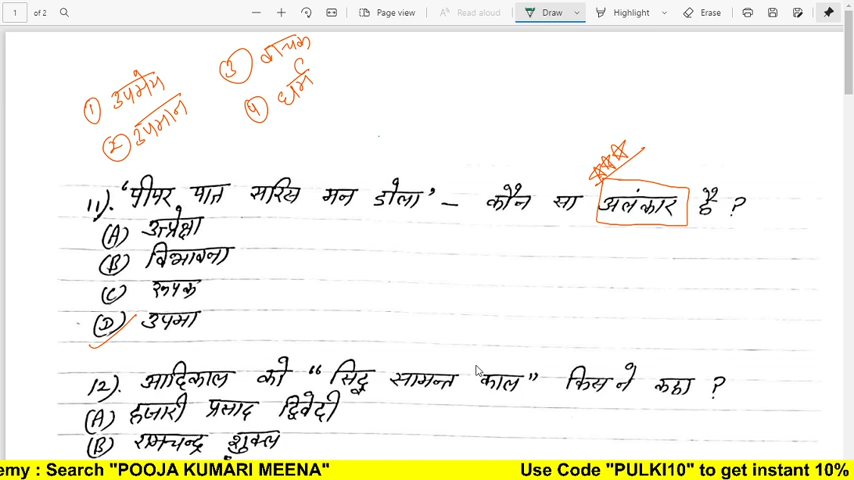 1 of 2 Page view Read aloud Draw Highlight Erase
① उपमेय
② उपमान
③ वाचक
④ धर्म
11). 'पीपर पात सरिस मन डोला' – कौन सा अलंकार है ?
(A) उत्प्रेक्षा
(B) विभावना
(C) रूपक
(D) उपमा
12). आदिकाल को "सिद्ध सामन्त काल" किसने कहा ?
(A) हजारी प्रसाद द्विवेदी
(B) रामचन्द्र शुक्ल
emy : Search "POOJA KUMARI MEENA" Use Code "PULKI10" to get instant 10%